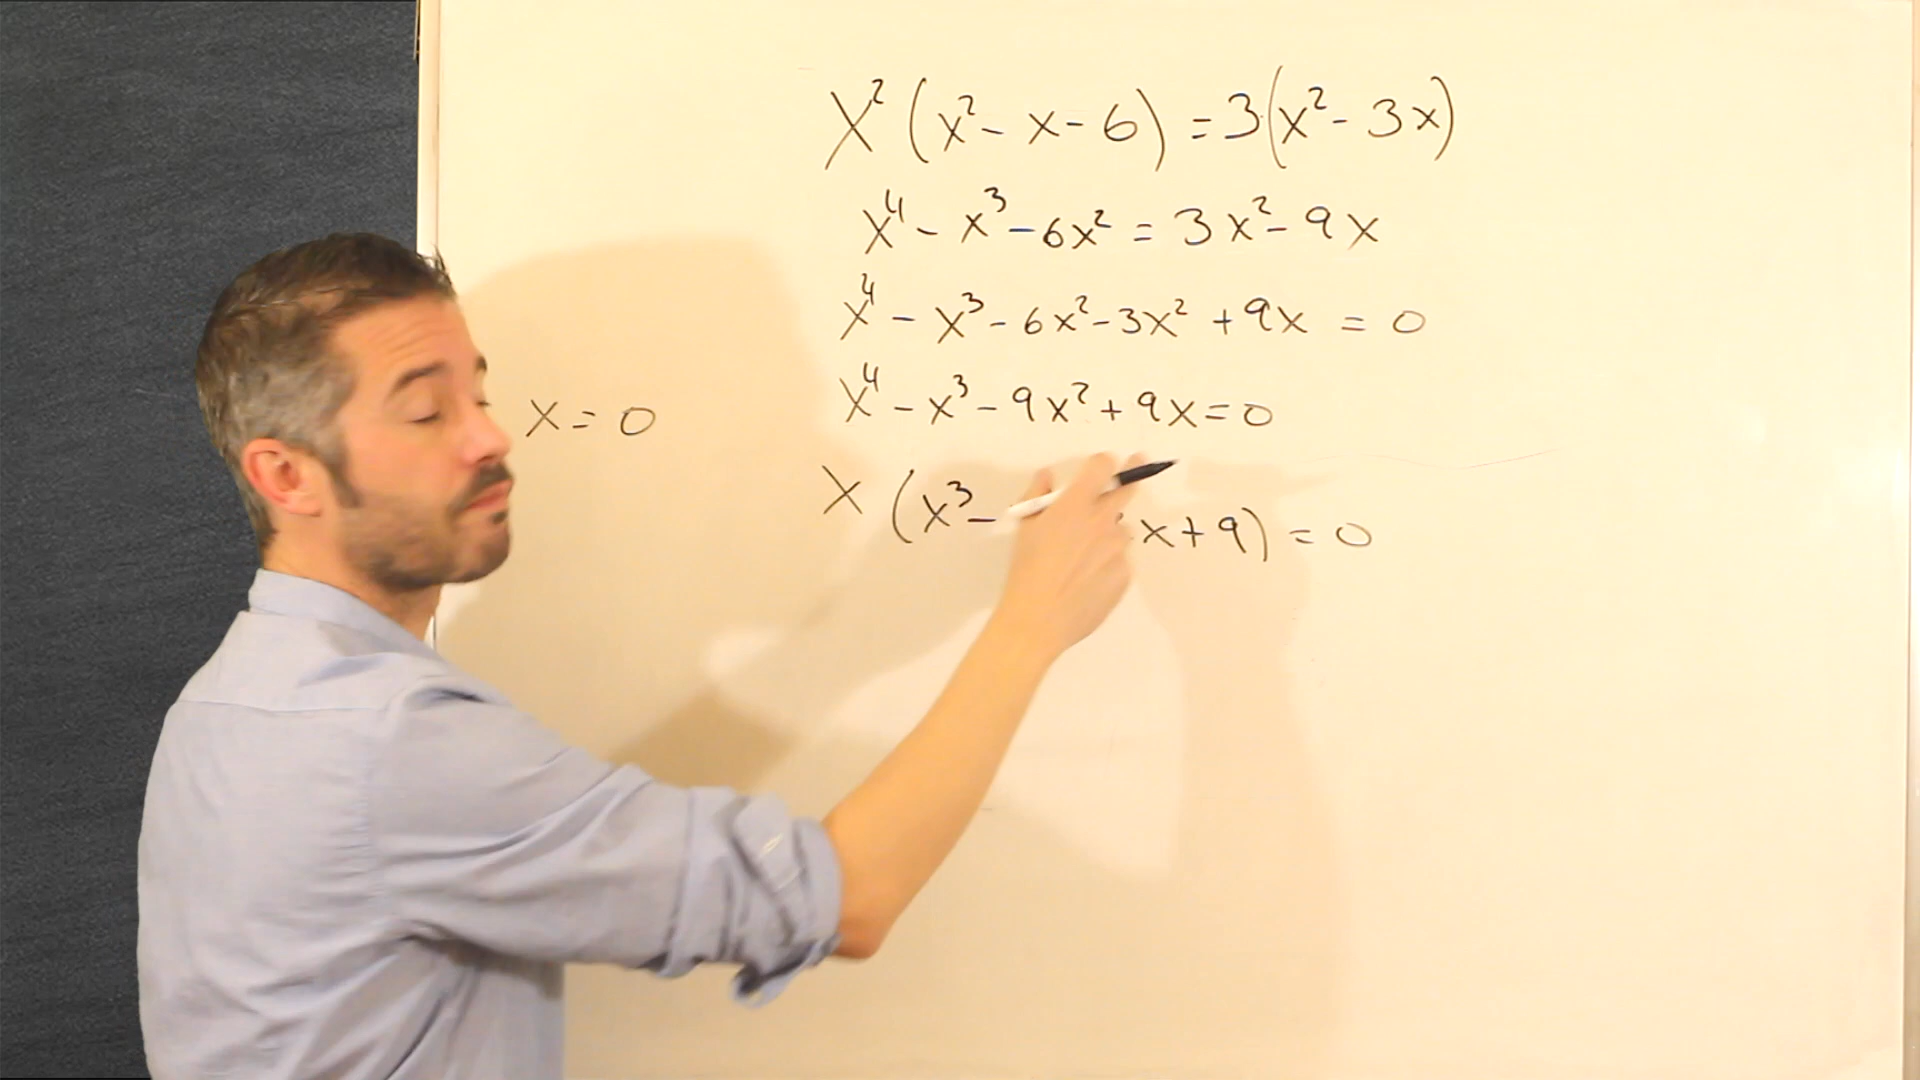 X² (x² - x - 6) = 3(x² - 3x)
x⁴ - x³ - 6x² = 3x² - 9x
x⁴ - x³ - 6x² - 3x² + 9x = 0
x⁴ - x³ - 9x² + 9x = 0
x = 0
x (x³ - x + 9) = 0